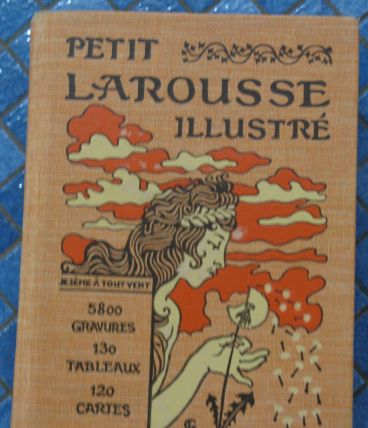 PETIT
LAROUSSE
ILLUSTRÉ
JE SÈME À TOUT VENT
5800
GRAVURES
130
TABLEAUX
120
CARTES